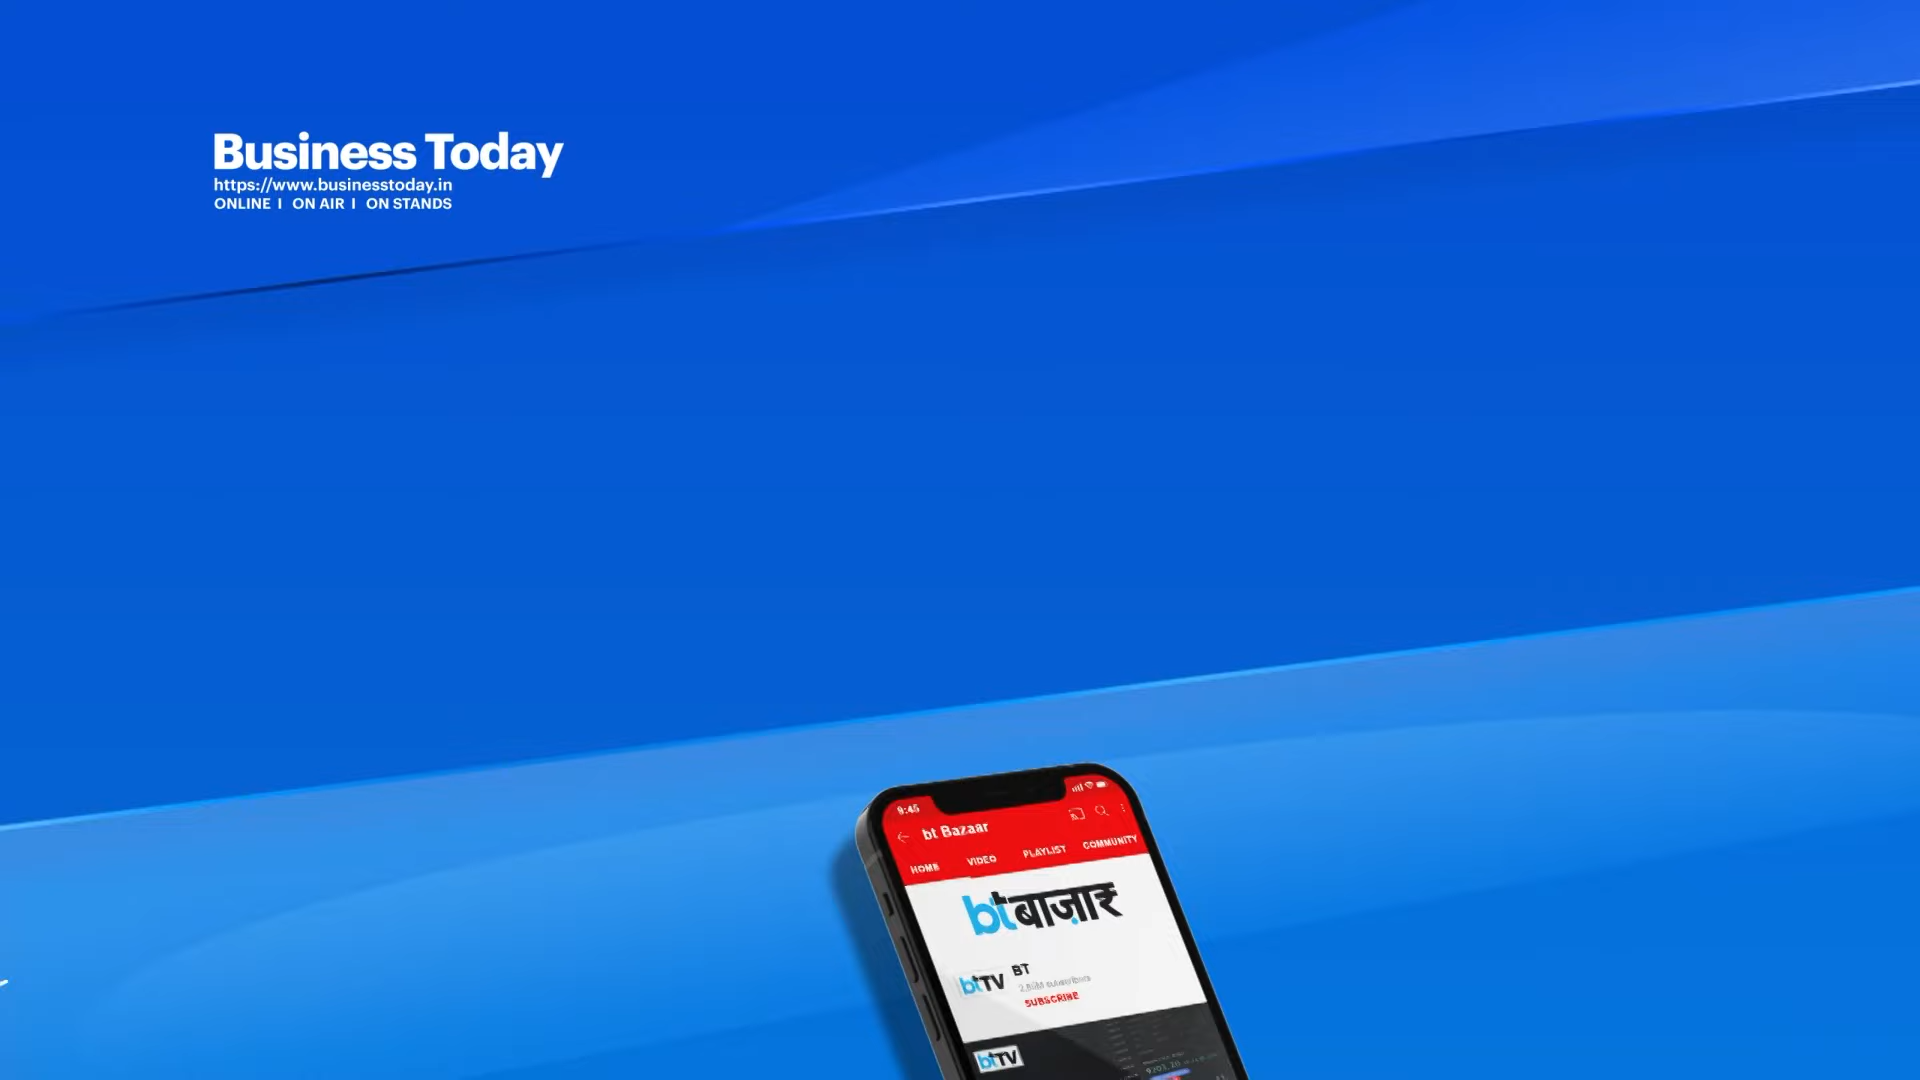 Business Today
https://www.businesstoday.in
ONLINE I ON AIR I ON STANDS
9:45
bt Bazaar
HOME VIDEO PLAYLIST COMMUNITY
btबाज़ार
btTV BT
SUBSCRIBE
btTV